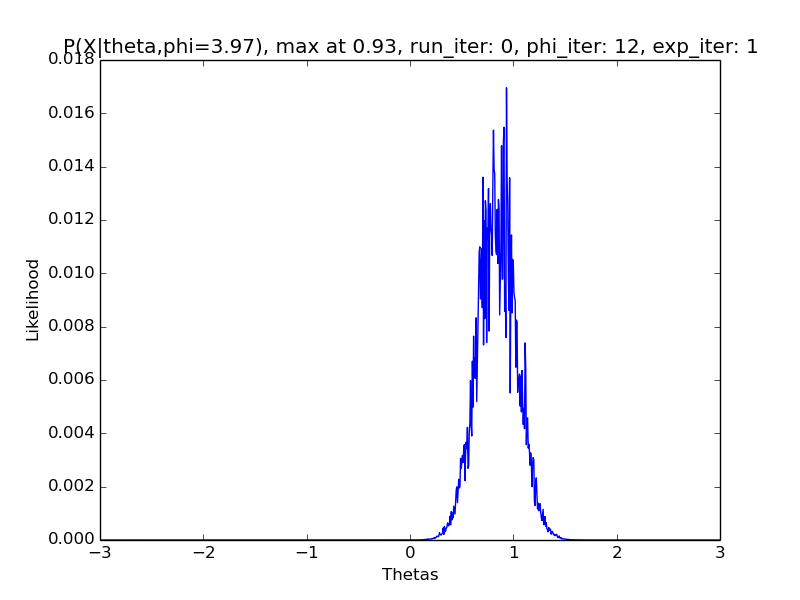 P(X|theta,phi=3.97), max at 0.93, run_iter: 0, phi_iter: 12, exp_iter: 1
0.018
0.016
0.014
0.012
0.010
0.008
0.006
0.004
0.002
0.000
Likelihood
−3 −2 −1 0 1 2 3
Thetas